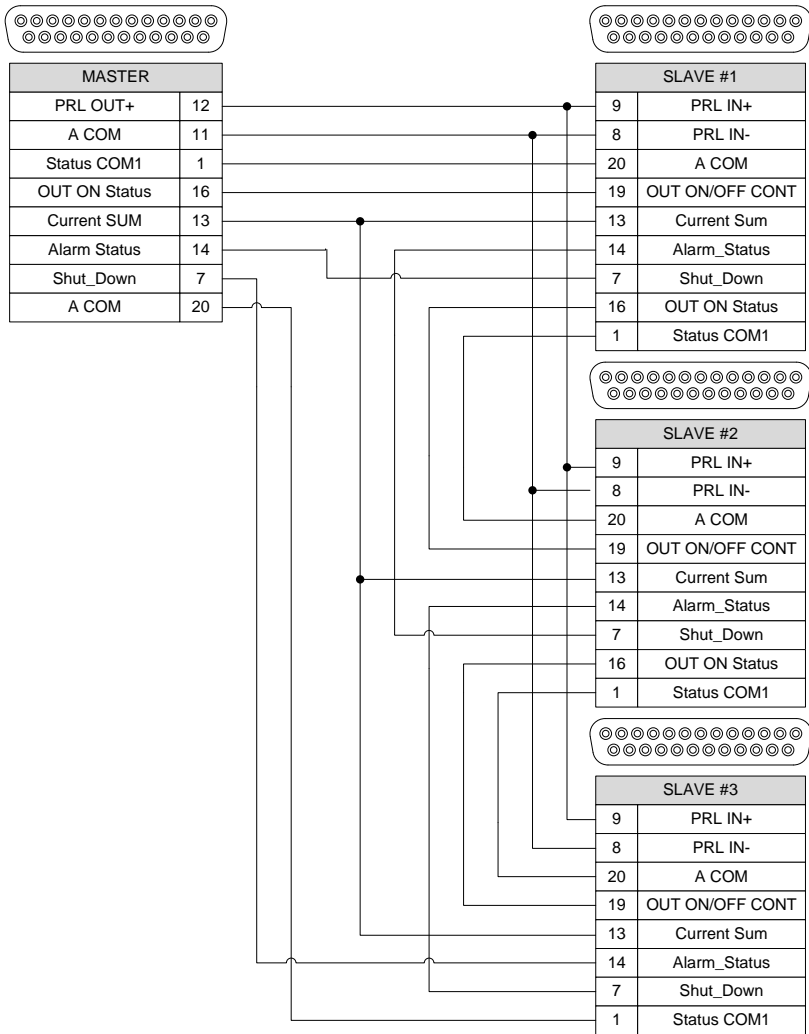 MASTER
PRL OUT+ 12
A COM 11
Status COM1 1
OUT ON Status 16
Current SUM 13
Alarm Status 14
Shut_Down 7
A COM 20
SLAVE #1
9 PRL IN+
8 PRL IN-
20 A COM
19 OUT ON/OFF CONT
13 Current Sum
14 Alarm_Status
7 Shut_Down
16 OUT ON Status
1 Status COM1
SLAVE #2
9 PRL IN+
8 PRL IN-
20 A COM
19 OUT ON/OFF CONT
13 Current Sum
14 Alarm_Status
7 Shut_Down
16 OUT ON Status
1 Status COM1
SLAVE #3
9 PRL IN+
8 PRL IN-
20 A COM
19 OUT ON/OFF CONT
13 Current Sum
14 Alarm_Status
7 Shut_Down
1 Status COM1